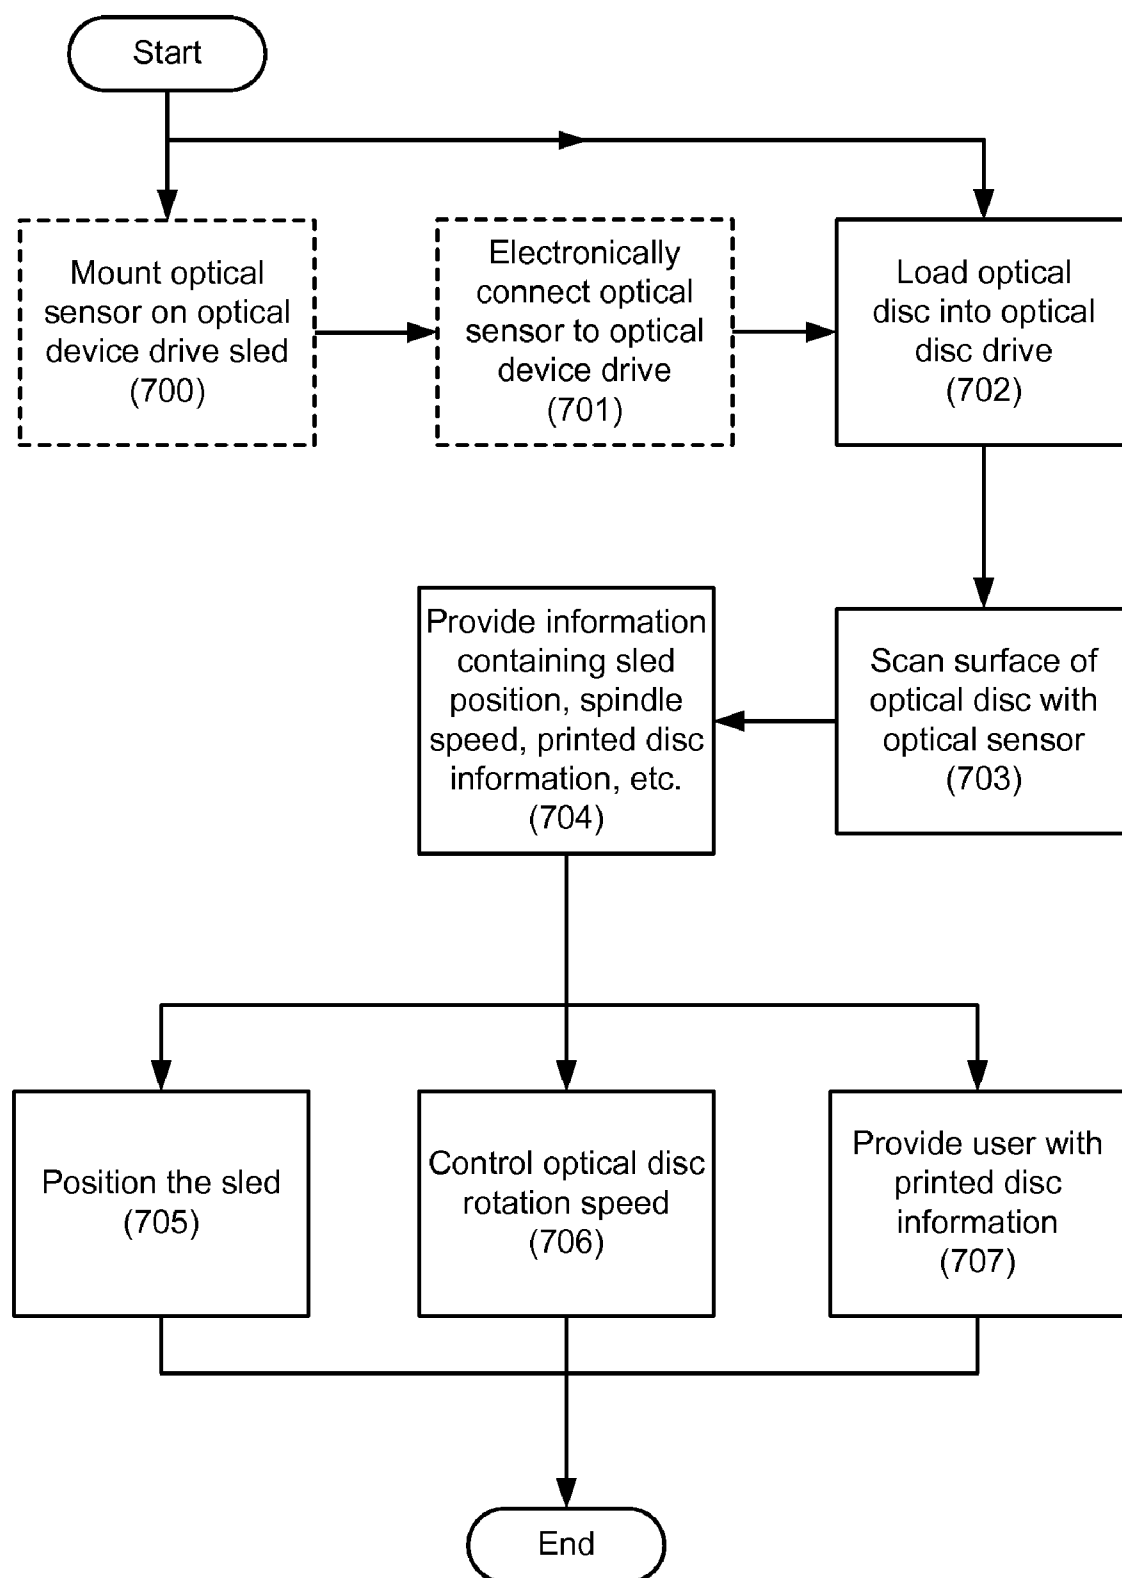 Start
Mount optical
sensor on optical
device drive sled
(700)
Electronically
connect optical
sensor to optical
device drive
(701)
Load optical
disc into optical
disc drive
(702)
Provide information
containing sled
position, spindle
speed, printed disc
information, etc.
(704)
Scan surface of
optical disc with
optical sensor
(703)
Position the sled
(705)
Control optical disc
rotation speed
(706)
Provide user with
printed disc
information
(707)
End